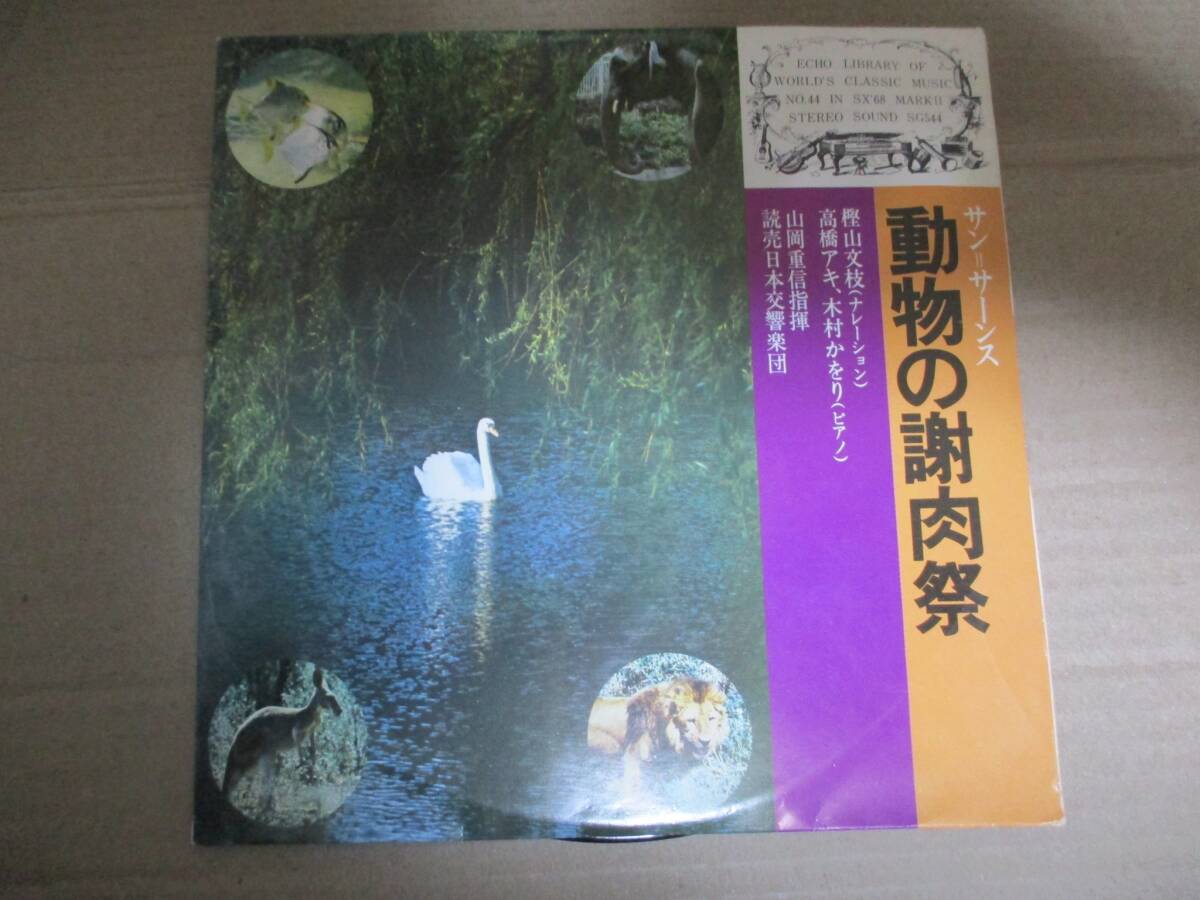 ECHO LIBRARY OF
WORLD'S CLASSIC MUSIC
NO.44 IN SX'68 MARKII
STEREO SOUND SG544
サン=サーンス
動物の謝肉祭
樫山文枝(ナレーション)
高橋アキ、木村かをり(ピアノ)
山岡重信指揮
読売日本交響楽団